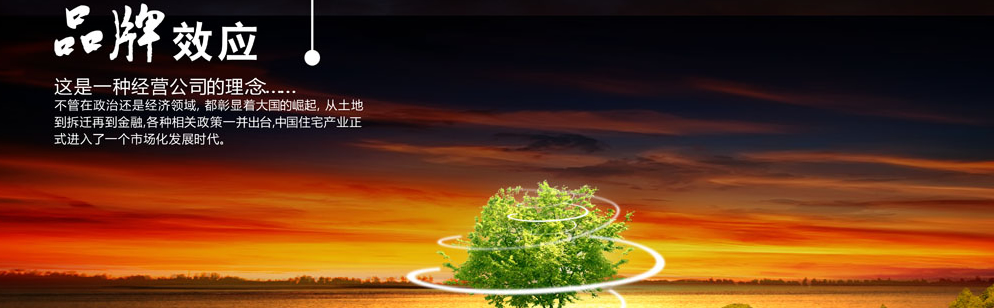 品牌效应
这是一种经营公司的理念......
不管在政治还是经济领域, 都彰显着大国的崛起, 从土地
到拆迁再到金融,各种相关政策一并出台,中国住宅产业正
式进入了一个市场化发展时代。